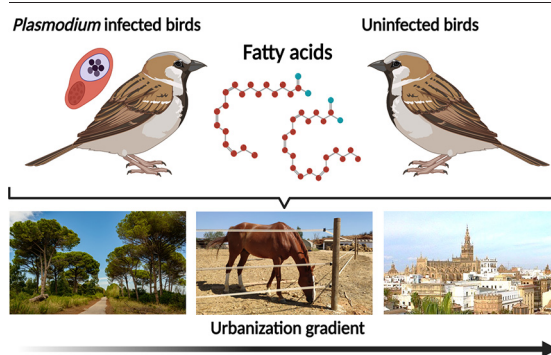 Plasmodium infected birds
Uninfected birds
Fatty acids
Urbanization gradient